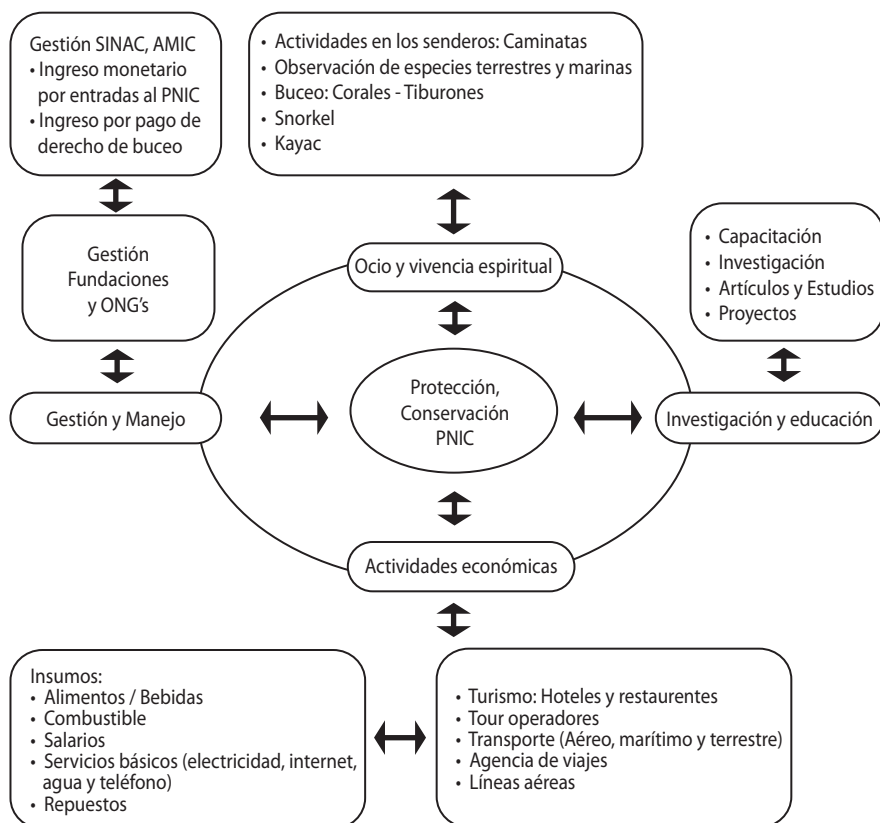 Gestión SINAC, AMIC
• Ingreso monetario
por entradas al PNIC
• Ingreso por pago de
derecho de buceo
• Actividades en los senderos: Caminatas
• Observación de especies terrestres y marinas
• Buceo: Corales - Tiburones
• Snorkel
• Kayac
Gestión
Fundaciones
y ONG's
• Capacitación
• Investigación
• Artículos y Estudios
• Proyectos
Ocio y vivencia espiritual
Gestión y Manejo
Protección,
Conservación
PNIC
Investigación y educación
Actividades económicas
Insumos:
• Alimentos / Bebidas
• Combustible
• Salarios
• Servicios básicos (electricidad, internet,
agua y teléfono)
• Repuestos
• Turismo: Hoteles y restaurentes
• Tour operadores
• Transporte (Aéreo, marítimo y terrestre)
• Agencia de viajes
• Líneas aéreas